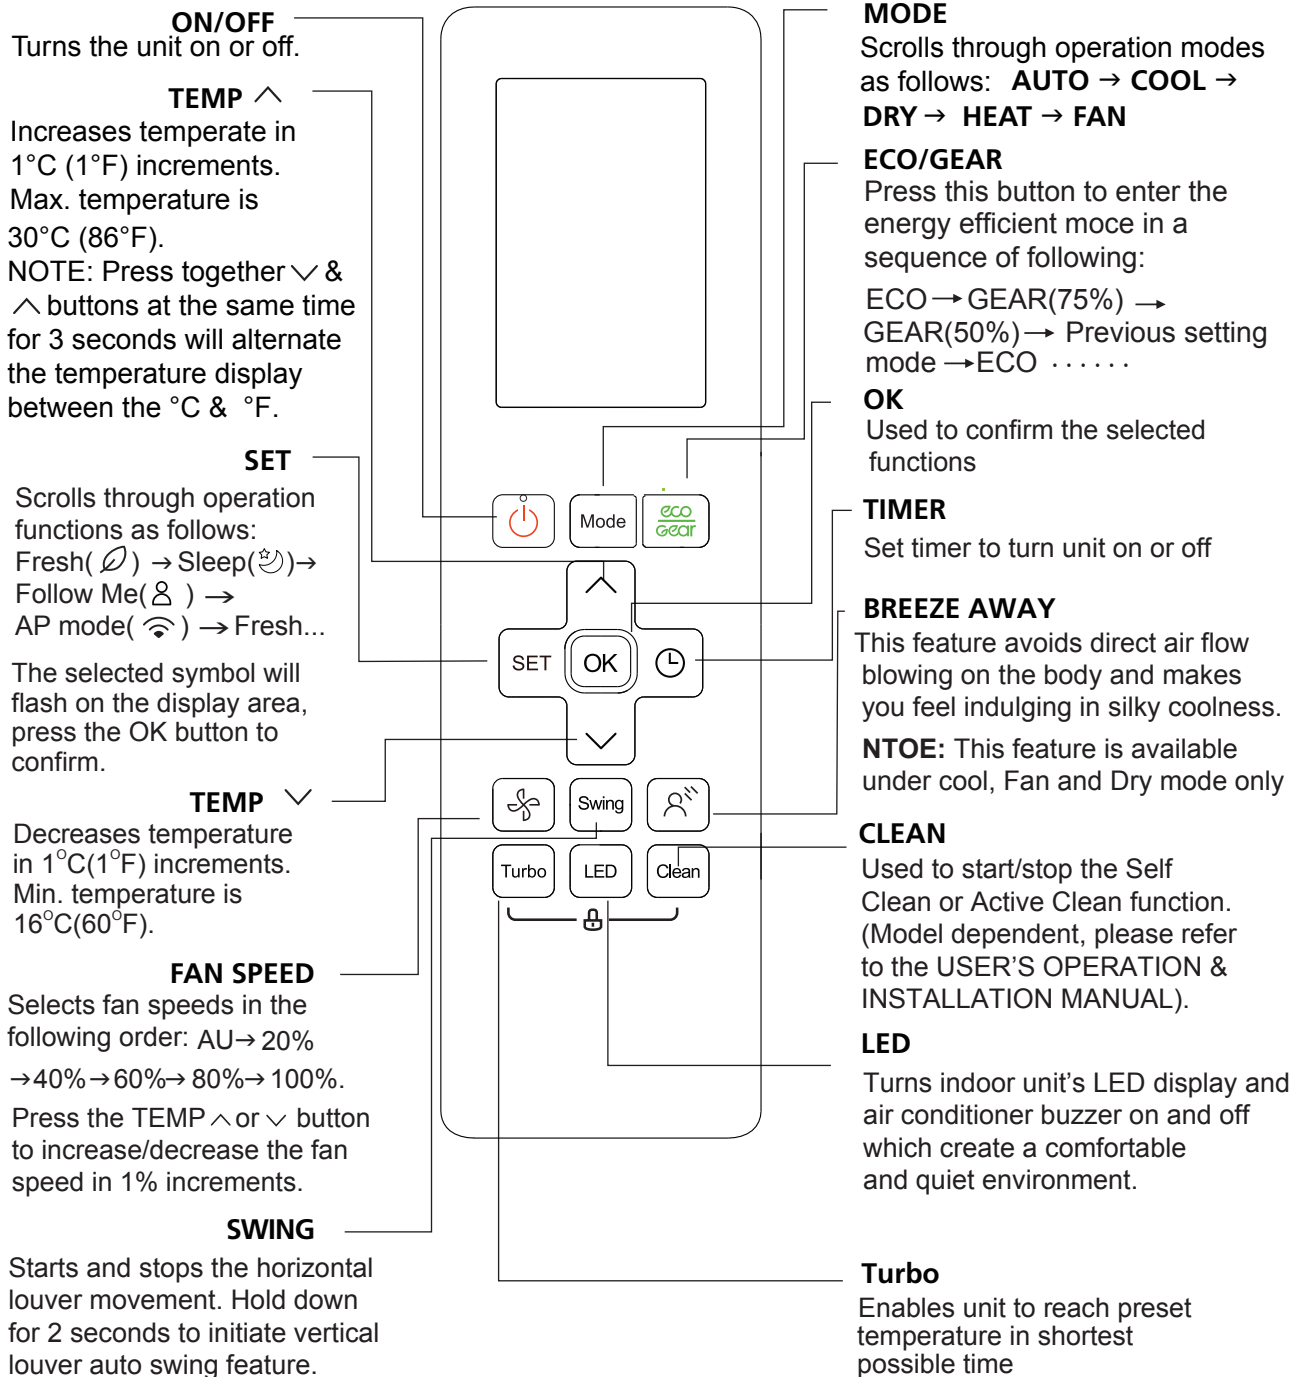 ON/OFF
Turns the unit on or off.
TEMP ︿
Increases temperate in
1°C (1°F) increments.
Max. temperature is
30°C (86°F).
NOTE: Press together ﹀ &
︿ buttons at the same time
for 3 seconds will alternate
the temperature display
between the °C & °F.
SET
Scrolls through operation
functions as follows:
Fresh( ) → Sleep( ) →
Follow Me( ) →
AP mode( ) → Fresh...
The selected symbol will
flash on the display area,
press the OK button to
confirm.
TEMP ﹀
Decreases temperature
in 1°C(1°F) increments.
Min. temperature is
16°C(60°F).
FAN SPEED
Selects fan speeds in the
following order: AU→ 20%
→40%→60%→ 80%→100%.
Press the TEMP ︿ or ﹀ button
to increase/decrease the fan
speed in 1% increments.
SWING
Starts and stops the horizontal
louver movement. Hold down
for 2 seconds to initiate vertical
louver auto swing feature.
Mode
eco
Gear
SET
OK
Swing
Turbo
LED
Clean
MODE
Scrolls through operation modes
as follows: AUTO → COOL →
DRY → HEAT → FAN
ECO/GEAR
Press this button to enter the
energy efficient moce in a
sequence of following:
ECO → GEAR(75%) →
GEAR(50%) → Previous setting
mode → ECO ······
OK
Used to confirm the selected
functions
TIMER
Set timer to turn unit on or off
BREEZE AWAY
This feature avoids direct air flow
blowing on the body and makes
you feel indulging in silky coolness.
NTOE: This feature is available
under cool, Fan and Dry mode only
CLEAN
Used to start/stop the Self
Clean or Active Clean function.
(Model dependent, please refer
to the USER'S OPERATION &
INSTALLATION MANUAL).
LED
Turns indoor unit's LED display and
air conditioner buzzer on and off
which create a comfortable
and quiet environment.
Turbo
Enables unit to reach preset
temperature in shortest
possible time